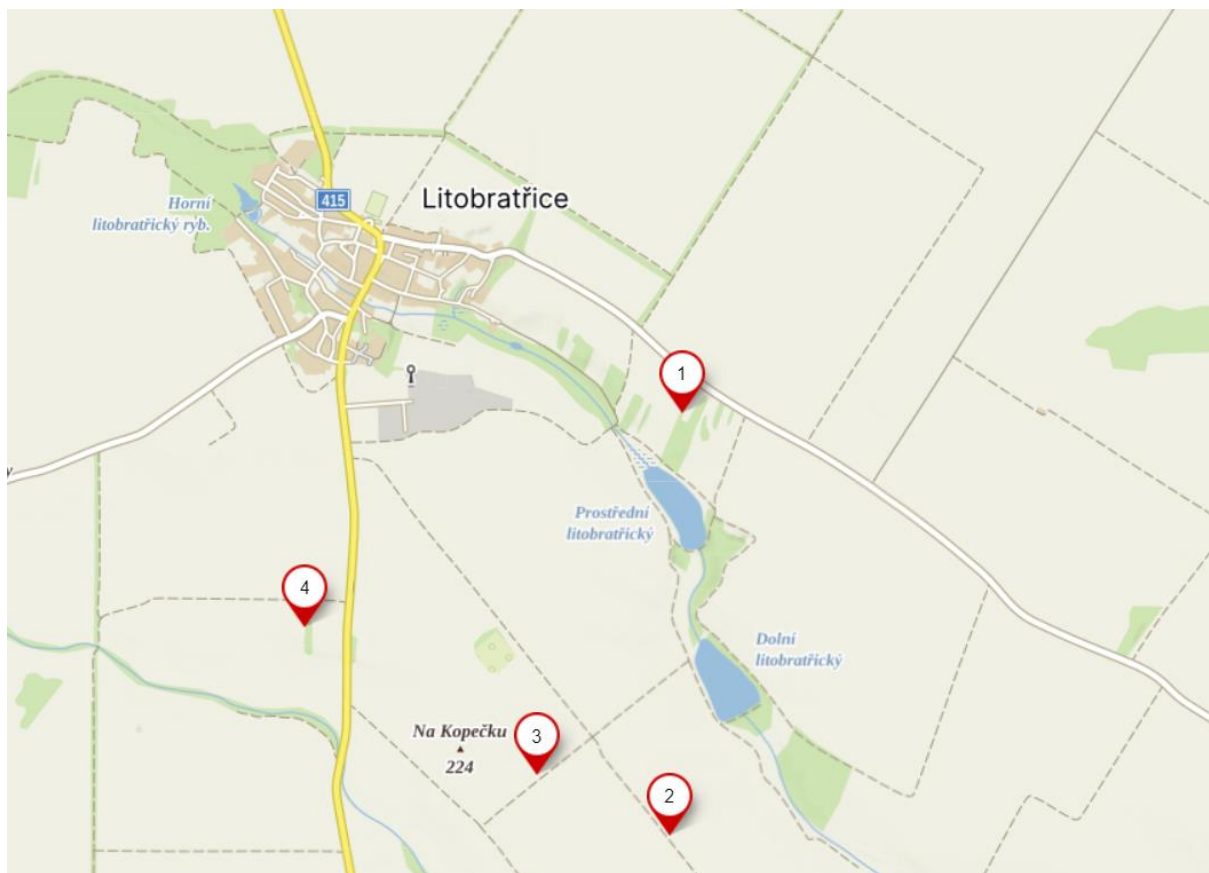 415
Litobratřice
Horní
litobratřický ryb.
1
Prostřední
litobratřický
4
Dolní
litobratřický
Na Kopečku
224
3
2